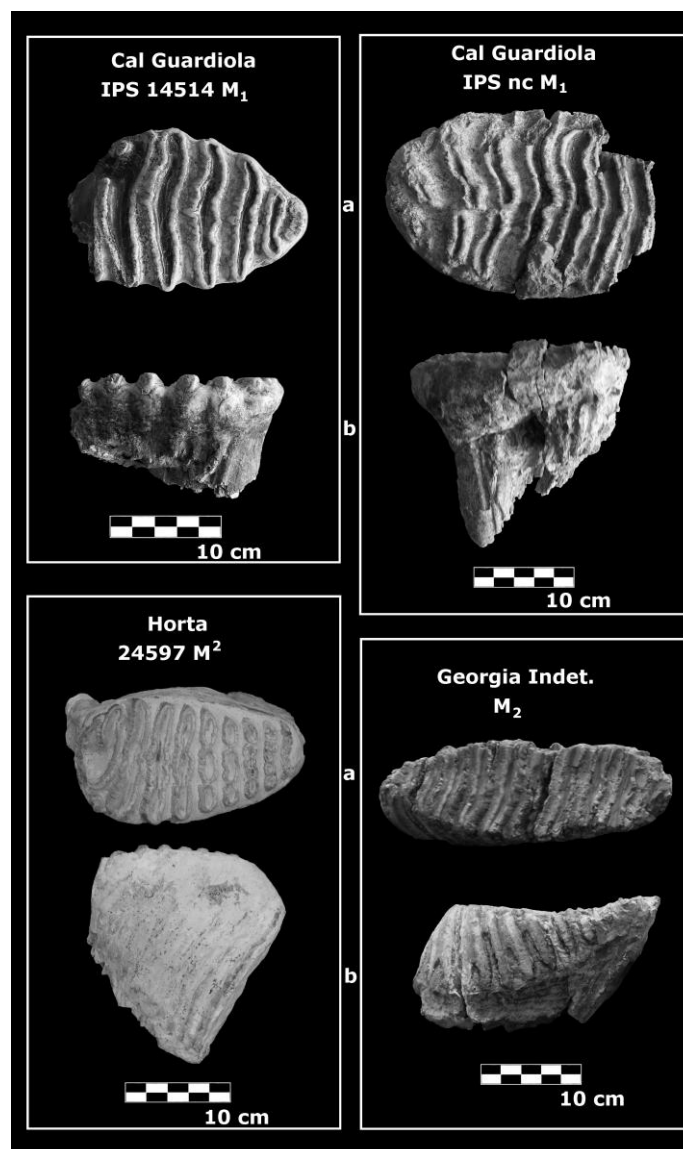 Cal Guardiola
IPS 14514 M₁
a
b
10 cm
Cal Guardiola
IPS nc M₁
10 cm
Horta
24597 M²
a
b
10 cm
Georgia Indet.
M₂
10 cm